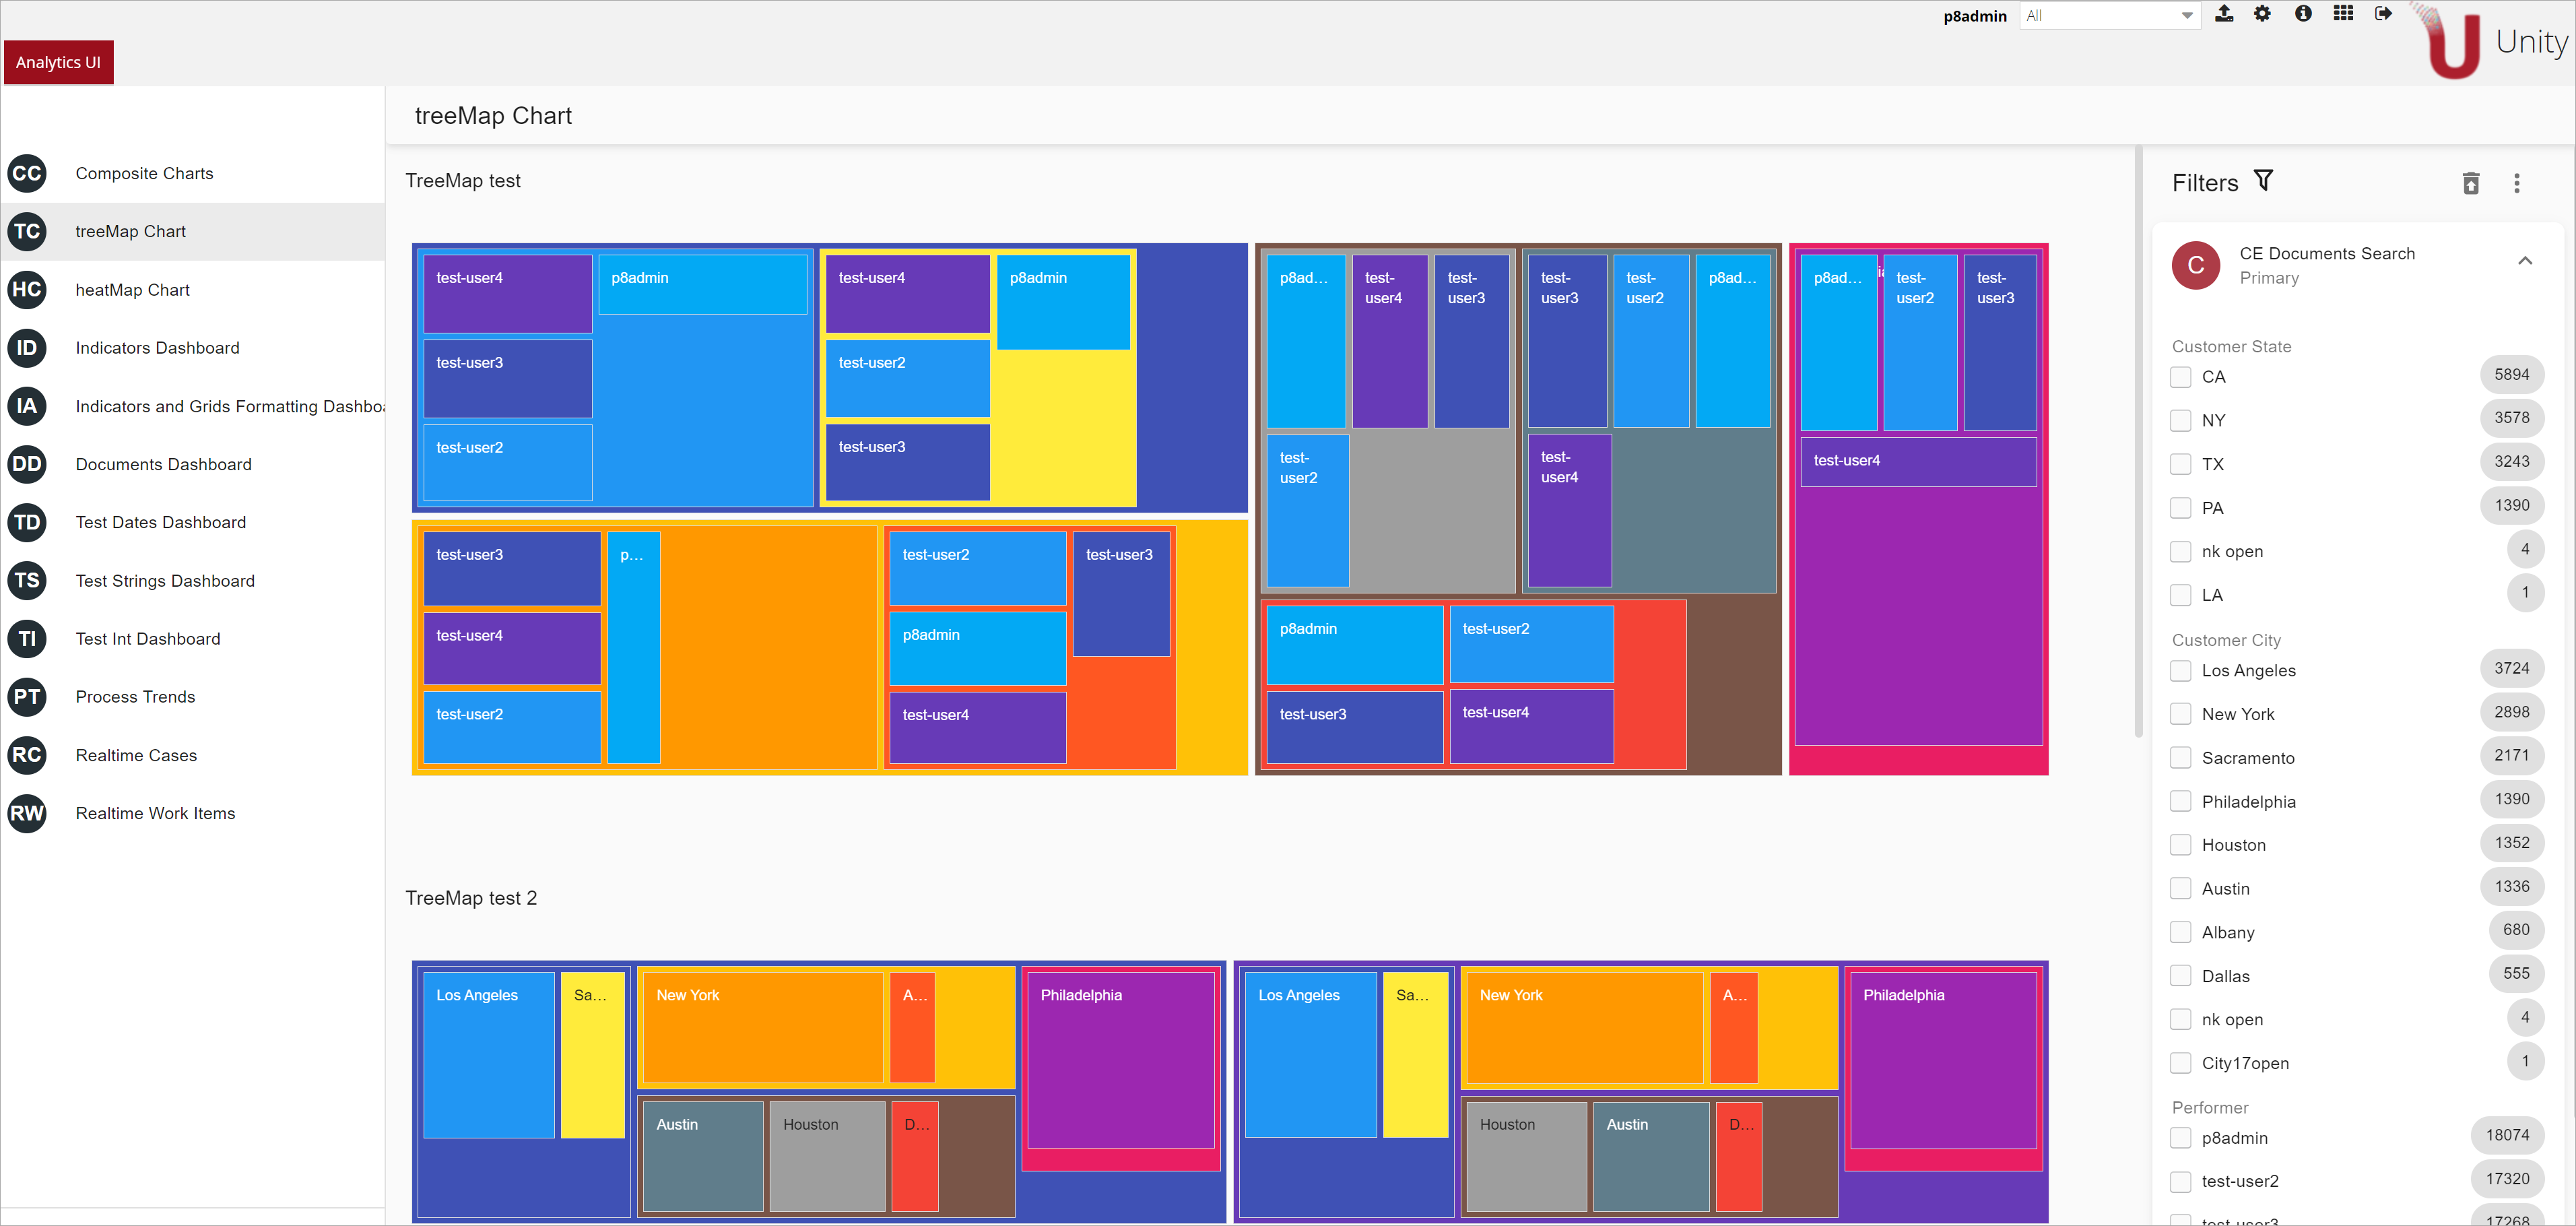 p8admin
All
Unity
Analytics UI
treeMap Chart
CC Composite Charts
TC treeMap Chart
HC heatMap Chart
ID Indicators Dashboard
IA Indicators and Grids Formatting
DD Documents Dashboard
TD Test Dates Dashboard
TS Test Strings Dashboard
TI Test Int Dashboard
PT Process Trends
RC Realtime Cases
RW Realtime Work Items
TreeMap test
test-user4
p8admin
test-user3
test-user2
test-user4
p8admin
test-user2
test-user3
test-user3
p...
test-user4
test-user2
test-user2
test-user3
p8admin
test-user4
p8ad...
test-
user4
test-
user3
test-
user2
test-
user3
test-
user2
p8ad...
test-
user4
p8admin
test-user2
test-user3
test-user4
p8ad...
test-
user2
test-
user3
test-user4
TreeMap test 2
Los Angeles
Sa...
New York
A...
Philadelphia
Austin
Houston
D...
Los Angeles
Sa...
New York
A...
Philadelphia
Houston
Austin
D...
Filters
C
CE Documents Search
Primary
Customer State
CA 5894
NY 3578
TX 3243
PA 1390
nk open 4
LA 1
Customer City
Los Angeles 3724
New York 2898
Sacramento 2171
Philadelphia 1390
Houston 1352
Austin 1336
Albany 680
Dallas 555
nk open 4
City17open 1
Performer
p8admin 18074
test-user2 17320
test-user3 17268